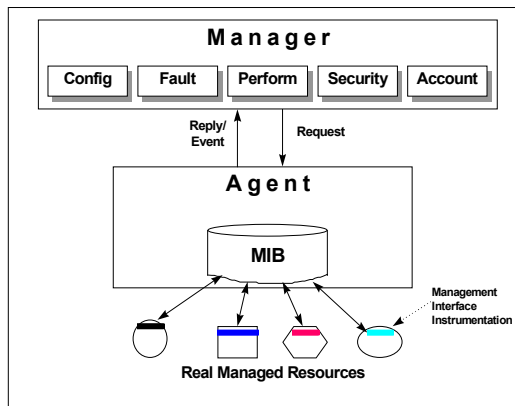 Manager
Config Fault Perform Security Account
Reply/
Event
Request
Agent
MIB
Management
Interface
Instrumentation
Real Managed Resources